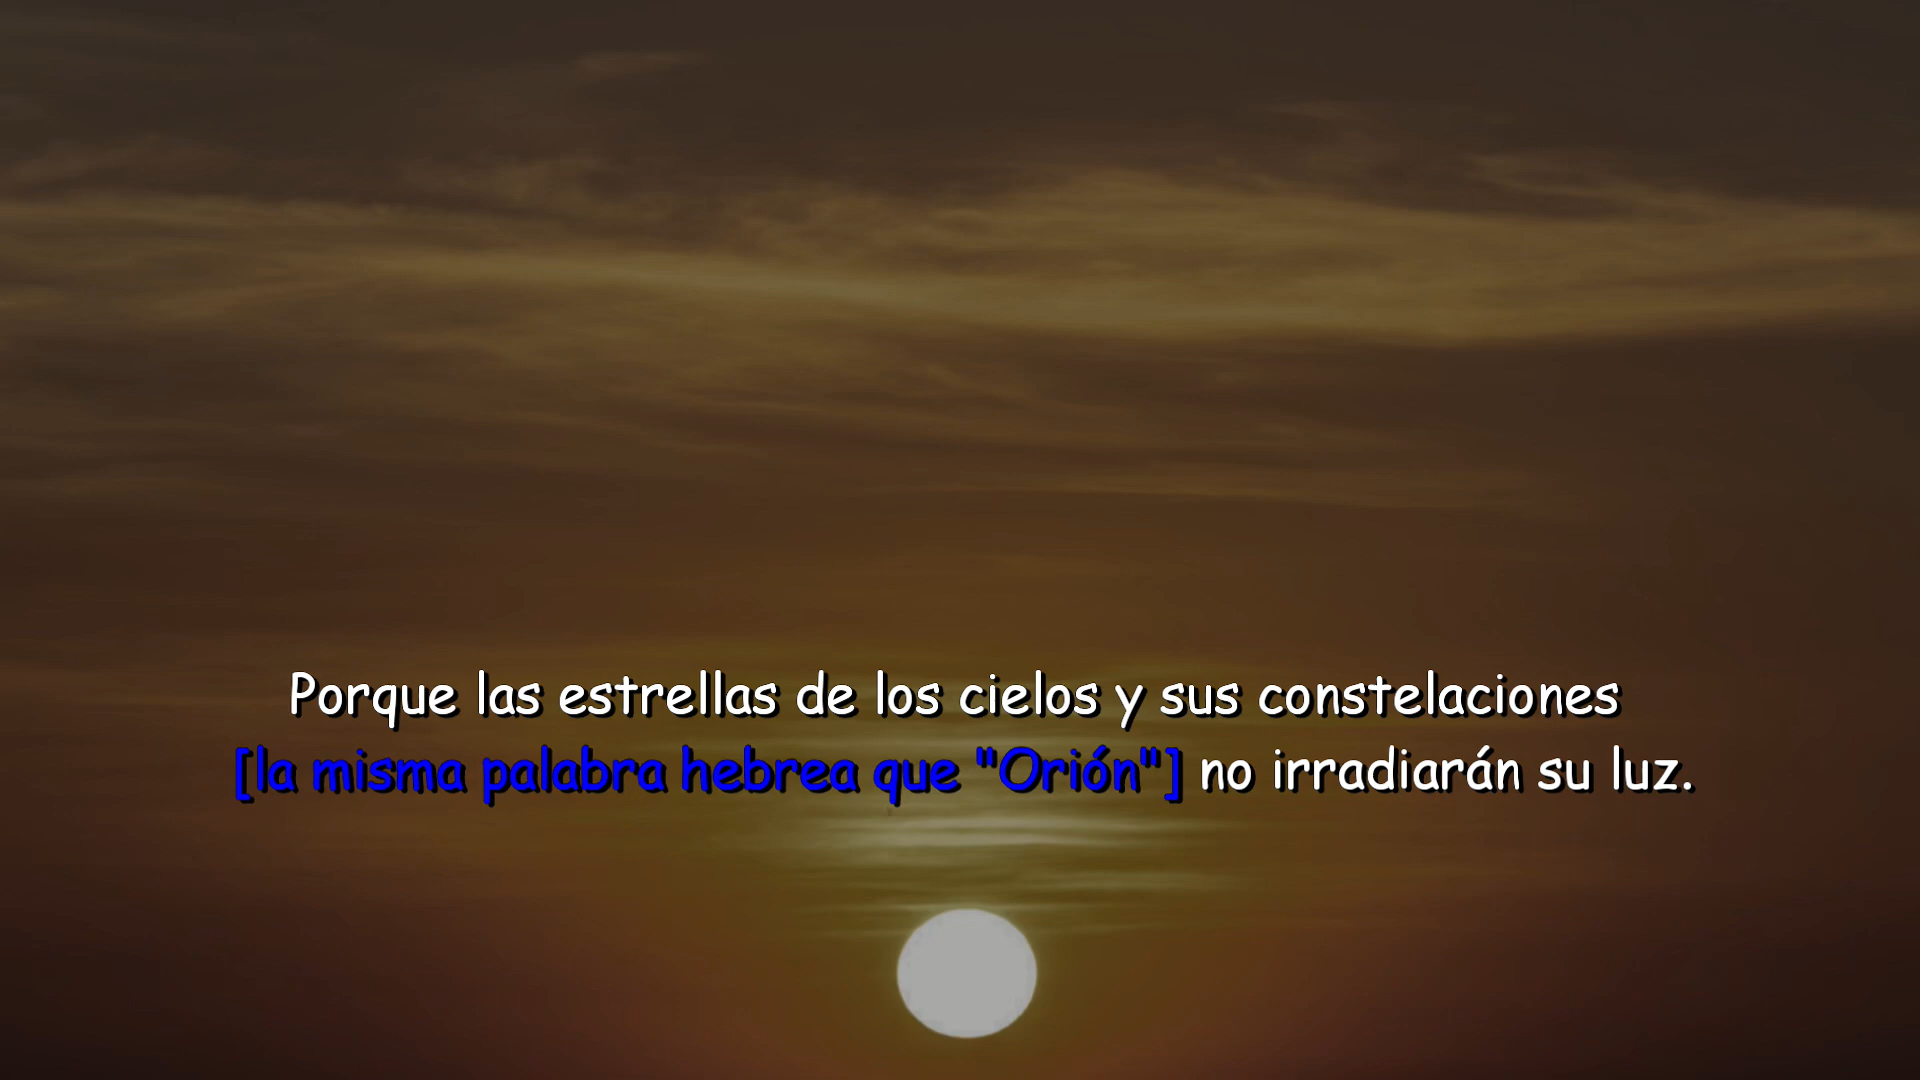 Porque las estrellas de los cielos y sus constelaciones
[la misma palabra hebrea que "Orión"] no irradiarán su luz.